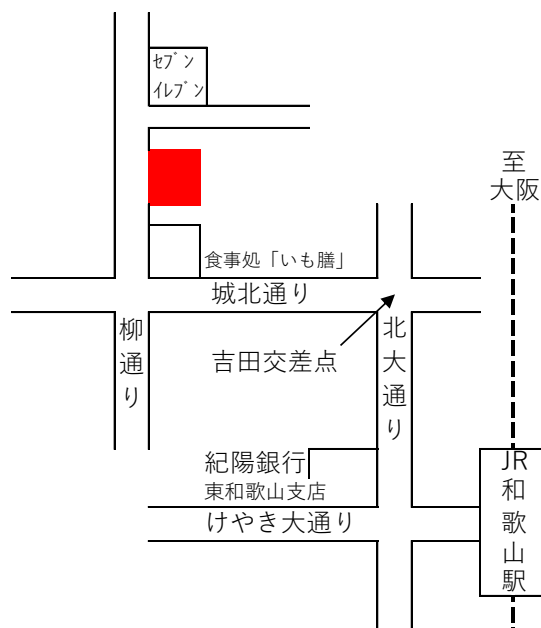 ｾﾌﾞﾝ
ｲﾚﾌﾞﾝ
至
大阪
食事処「いも膳」
城北通り
柳通り
吉田交差点
北大通り
紀陽銀行
東和歌山支店
けやき大通り
JR和歌山駅